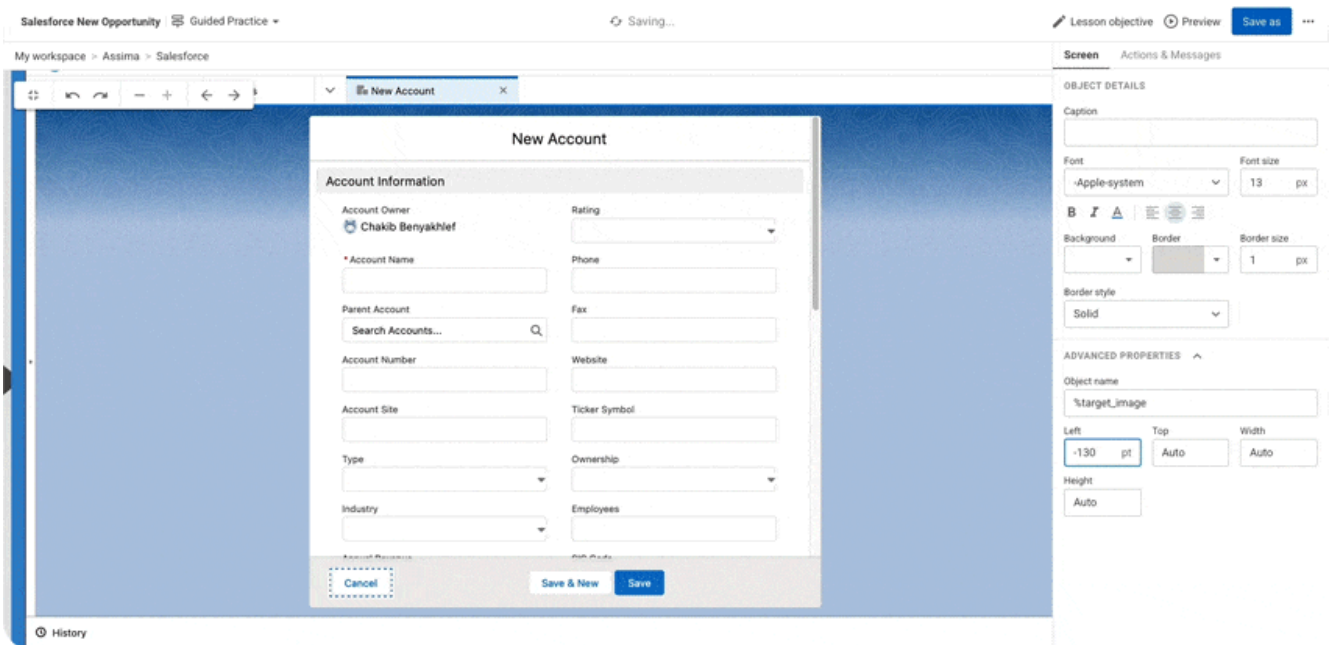 Salesforce New Opportunity Guided Practice Saving... Lesson objective Preview Save as
My workspace > Assima > Salesforce
Screen Actions & Messages
New Account
OBJECT DETAILS
Caption
Font Font size
-Apple-system 13 px
B I A
Background Border Border size
1 px
Border style
Solid
ADVANCED PROPERTIES
Object name
%target_image
Left Top Width
-130 pt Auto Auto
Height
Auto
New Account
Account Information
Account Owner Rating
Chakib Benyakhlef
* Account Name Phone
Parent Account Fax
Search Accounts...
Account Number Website
Account Site Ticker Symbol
Type Ownership
Industry Employees
Annual Revenue SIC Code
Cancel Save & New Save
History